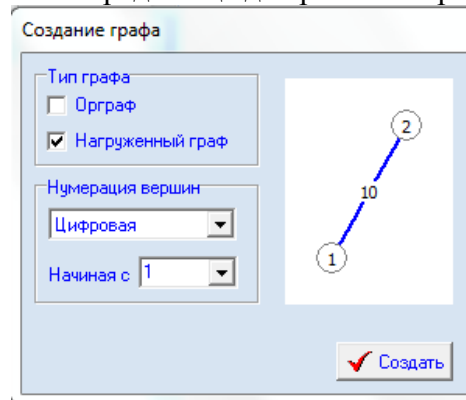 Создание графа
Тип графа
Орграф
Нагруженный граф
Нумерация вершин
Цифровая
Начиная с 1
2
10
1
Создать